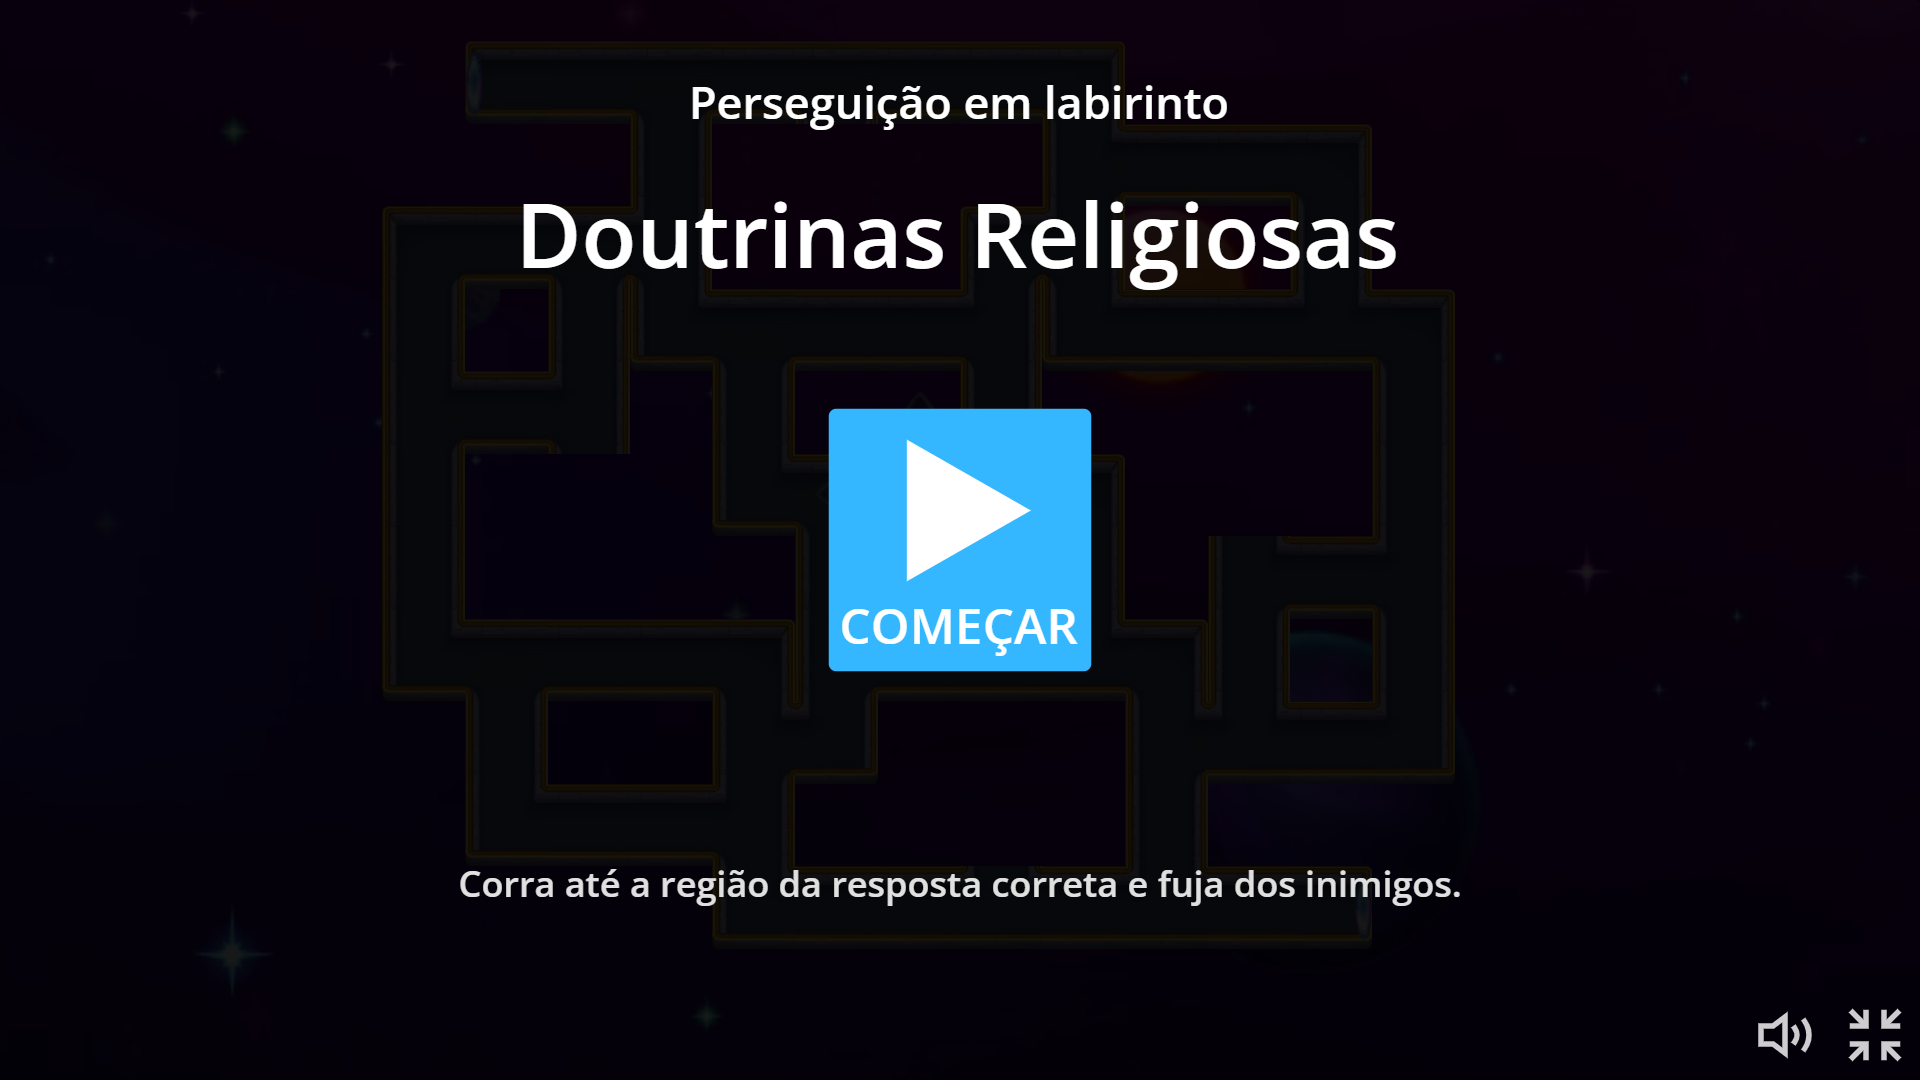 Perseguição em labirinto
Doutrinas Religiosas
COMEÇAR
Corra até a região da resposta correta e fuja dos inimigos.